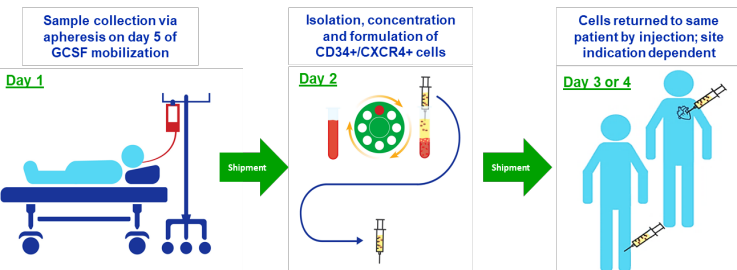 Sample collection via
apheresis on day 5 of
GCSF mobilization
Day 1
Shipment
Isolation, concentration
and formulation of
CD34+/CXCR4+ cells
Day 2
Shipment
Cells returned to same
patient by injection; site
indication dependent
Day 3 or 4